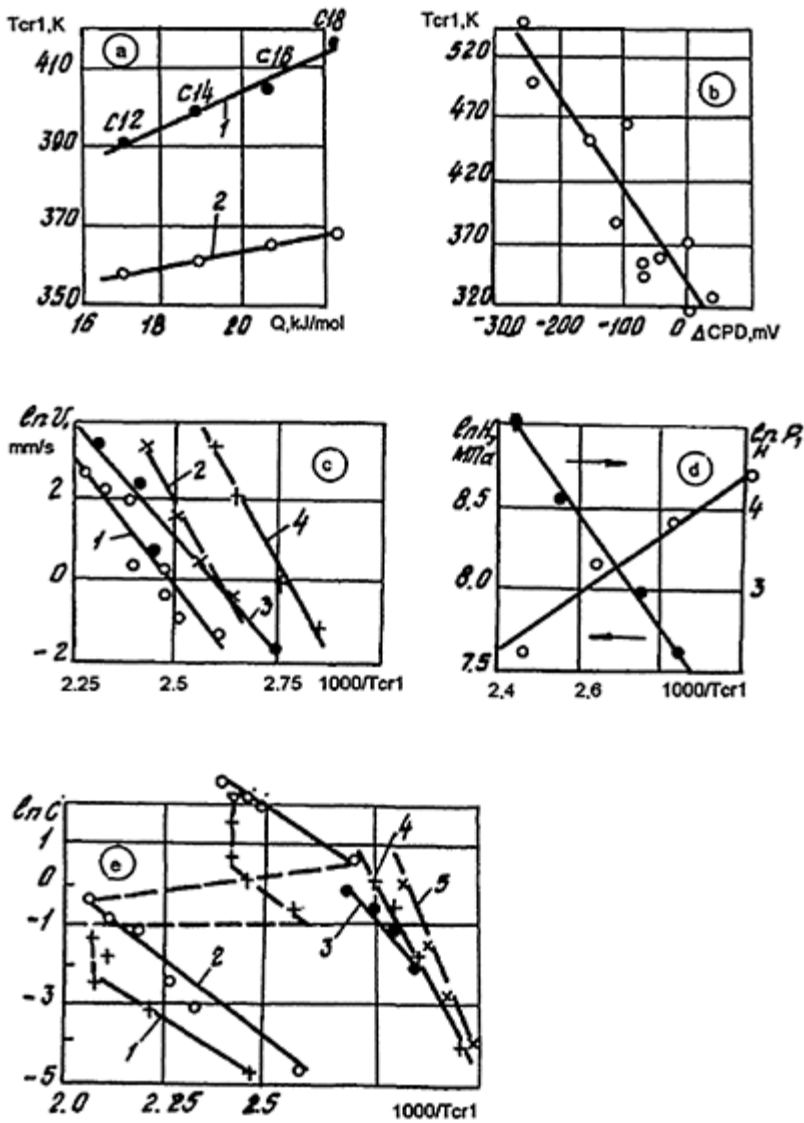 Tcr1,K
a
410
390
370
350
C12
C14
C16
C18
1
2
16
18
20
Q,kJ/mol
Tcr1,K
b
520
470
420
370
320
-300
-200
-100
0
ΔCPD,mV
ln V,
mm/s
c
2
0
-2
1
2
3
4
2.25
2.5
2.75
1000/Tcr1
ln H,
МПа
d
ln P,
Н
8.5
8.0
7.5
4
3
2,4
2,6
1000/Tcr1
ln C
e
1
0
-1
-3
-5
1
2
3
4
5
2.0
2.25
2.5
1000/Tcr1